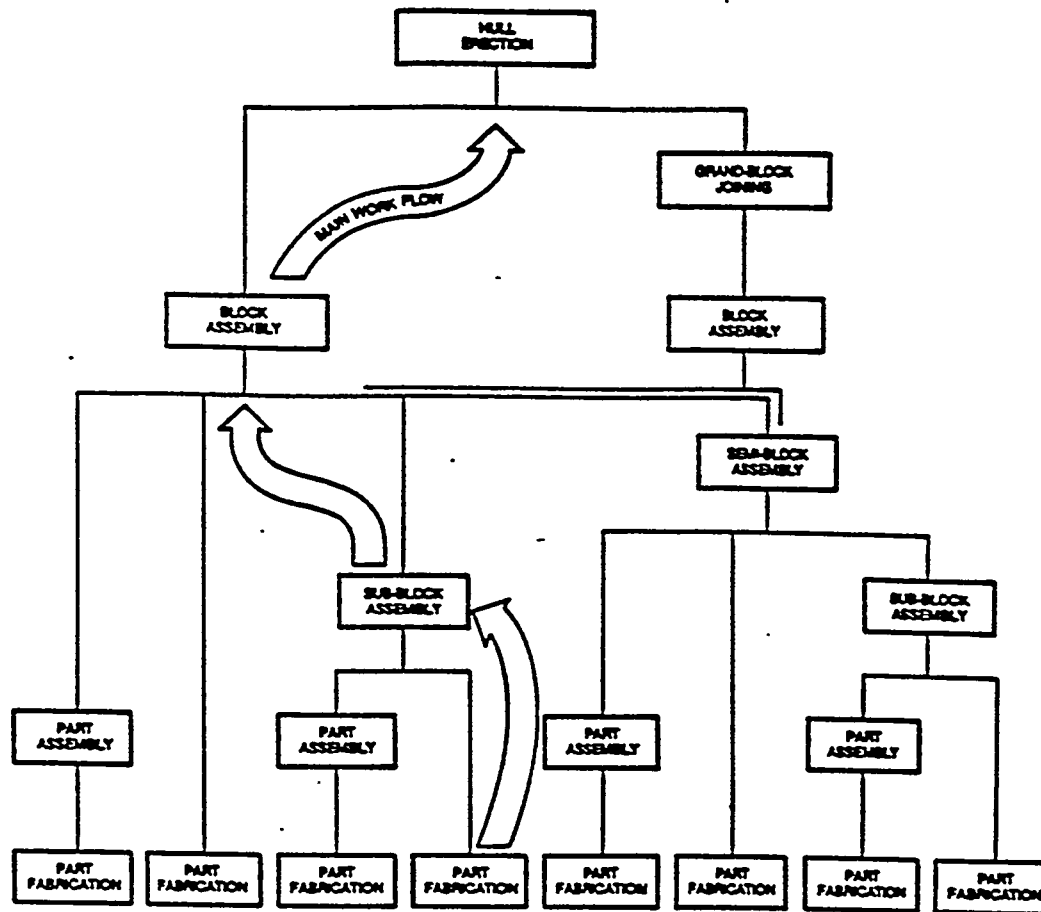 HULL
ERECTION
GRAND-BLOCK
JOINING
MAIN WORK FLOW
BLOCK
ASSEMBLY
BLOCK
ASSEMBLY
SEMI-BLOCK
ASSEMBLY
SUB-BLOCK
ASSEMBLY
SUB-BLOCK
ASSEMBLY
PART
ASSEMBLY
PART
ASSEMBLY
PART
ASSEMBLY
PART
ASSEMBLY
PART
FABRICATION
PART
FABRICATION
PART
FABRICATION
PART
FABRICATION
PART
FABRICATION
PART
FABRICATION
PART
FABRICATION
PART
FABRICATION